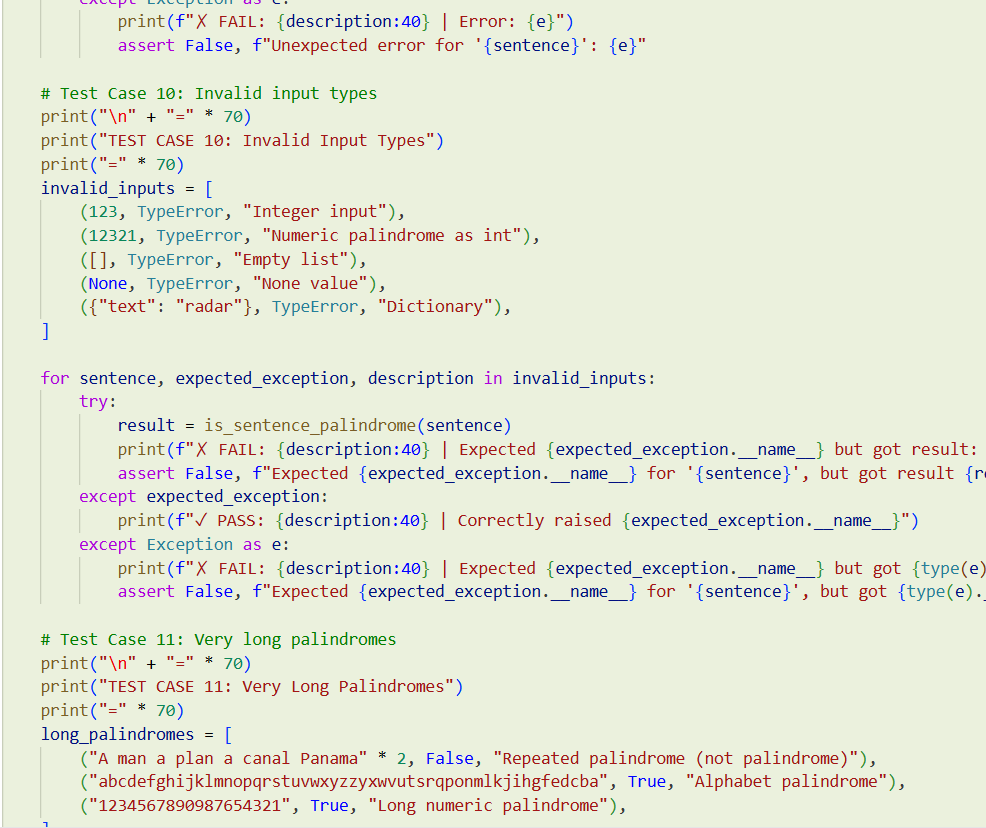 except Exception as e:
print(f"✗ FAIL: {description:40} | Error: {e}")
assert False, f"Unexpected error for '{sentence}': {e}"
# Test Case 10: Invalid input types
print("\n" + "=" * 70)
print("TEST CASE 10: Invalid Input Types")
print("=" * 70)
invalid_inputs = [
(123, TypeError, "Integer input"),
(12321, TypeError, "Numeric palindrome as int"),
([], TypeError, "Empty list"),
(None, TypeError, "None value"),
({"text": "radar"}, TypeError, "Dictionary"),
]
for sentence, expected_exception, description in invalid_inputs:
try:
result = is_sentence_palindrome(sentence)
print(f"✗ FAIL: {description:40} | Expected {expected_exception.__name__} but got result:
assert False, f"Expected {expected_exception.__name__} for '{sentence}', but got result {re
except expected_exception:
print(f"✓ PASS: {description:40} | Correctly raised {expected_exception.__name__}")
except Exception as e:
print(f"✗ FAIL: {description:40} | Expected {expected_exception.__name__} but got {type(e)
assert False, f"Expected {expected_exception.__name__} for '{sentence}', but got {type(e)._
# Test Case 11: Very long palindromes
print("\n" + "=" * 70)
print("TEST CASE 11: Very Long Palindromes")
print("=" * 70)
long_palindromes = [
("A man a plan a canal Panama" * 2, False, "Repeated palindrome (not palindrome)"),
("abcdefghijklmnopqrstuvwxyzzyxwvutsrqponmlkjihgfedcba", True, "Alphabet palindrome"),
("1234567890987654321", True, "Long numeric palindrome"),
]